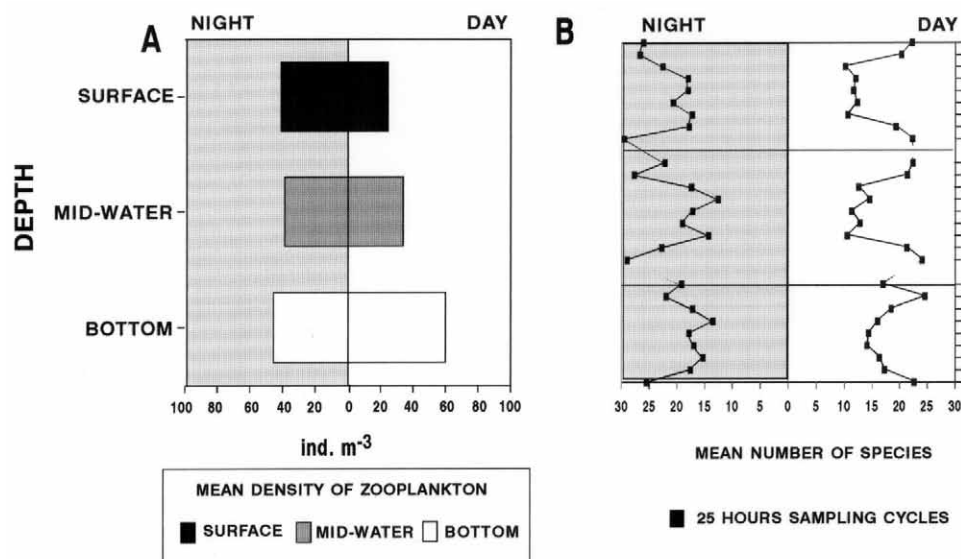 A
NIGHT DAY
SURFACE
MID-WATER
BOTTOM
DEPTH
100 80 60 40 20 0 20 40 60 80 100
ind. m-3
MEAN DENSITY OF ZOOPLANKTON
SURFACE MID-WATER BOTTOM
B
NIGHT DAY
30 25 20 15 10 5 0 5 10 15 20 25 30
MEAN NUMBER OF SPECIES
25 HOURS SAMPLING CYCLES